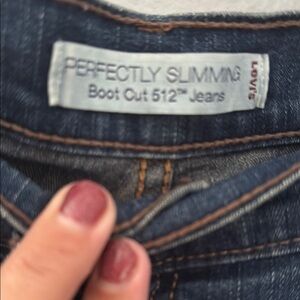 PERFECTLY SLIMMING
Boot Cut 512™ Jeans
Levi's